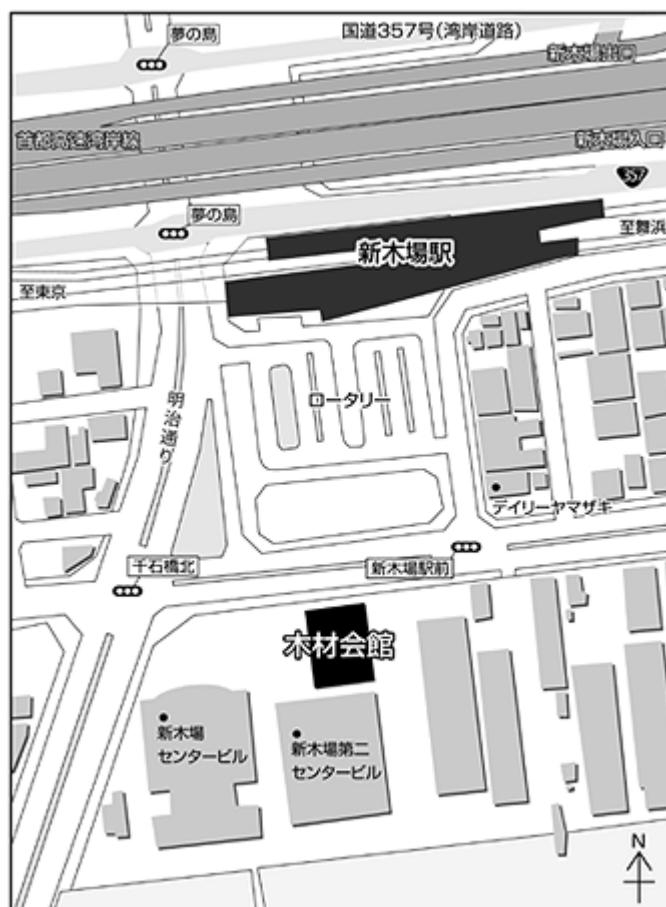 夢の島
国道357号(湾岸道路)
新木場出口
首都高速湾岸線
新木場入口
357
夢の島
新木場駅
至舞浜
至東京
ロータリー
明治通り
デイリーヤマザキ
千石橋北
新木場駅前
木材会館
新木場
センタービル
新木場第二
センタービル
N